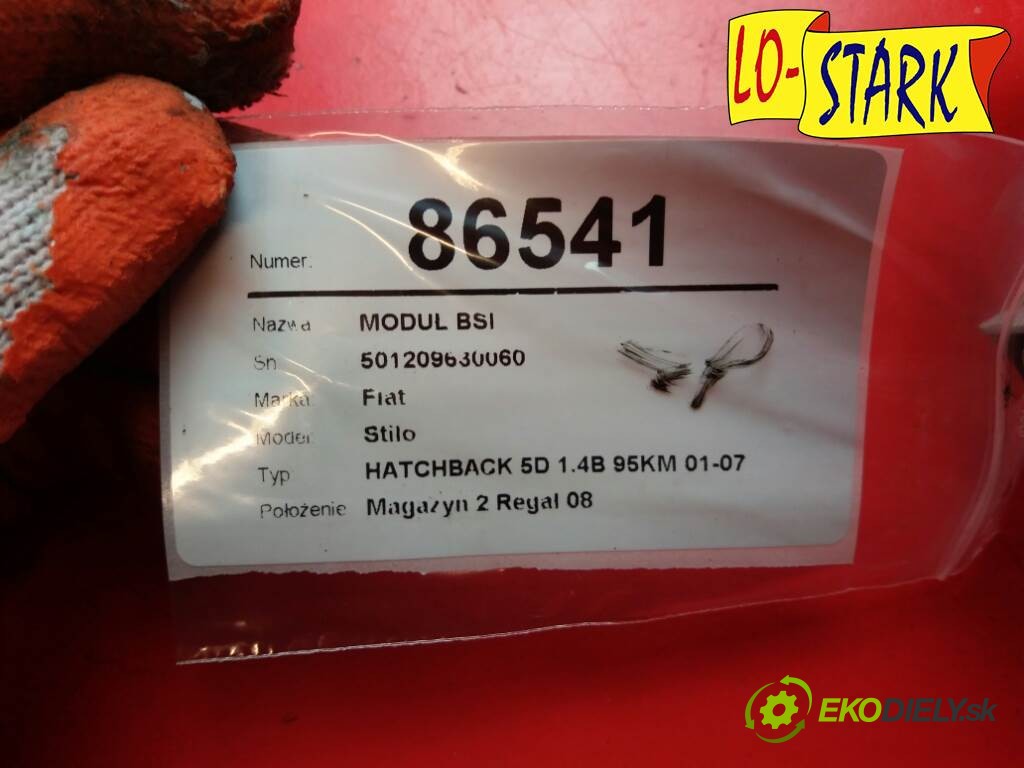 LO-STARK
Numer: 86541
Nazwa MODUL BSI
Sn 501209630060
Marka Fiat
Model Stilo
Typ HATCHBACK 5D 1.4B 95KM 01-07
Położenie Magazyn 2 Regal 08
EKODIELY.sk